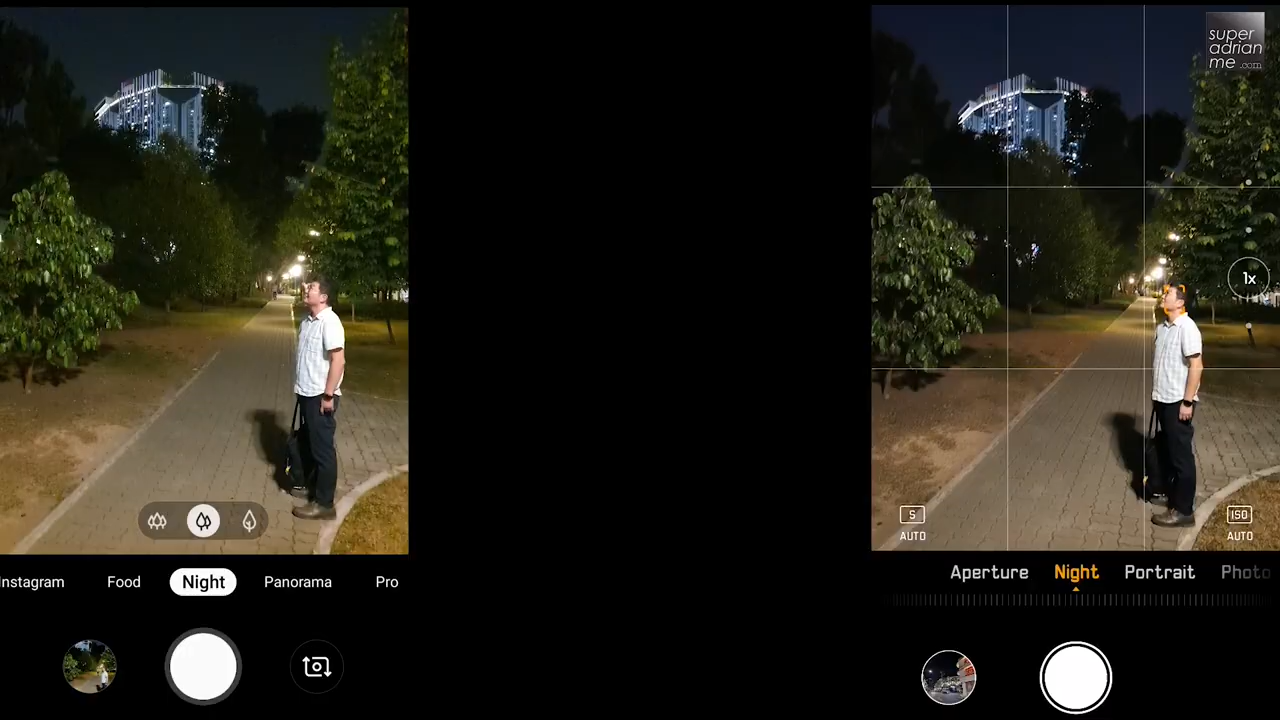 super
adrian
me .com
1x
S
AUTO
ISO
AUTO
Instagram Food Night Panorama Pro
Aperture Night Portrait Photo